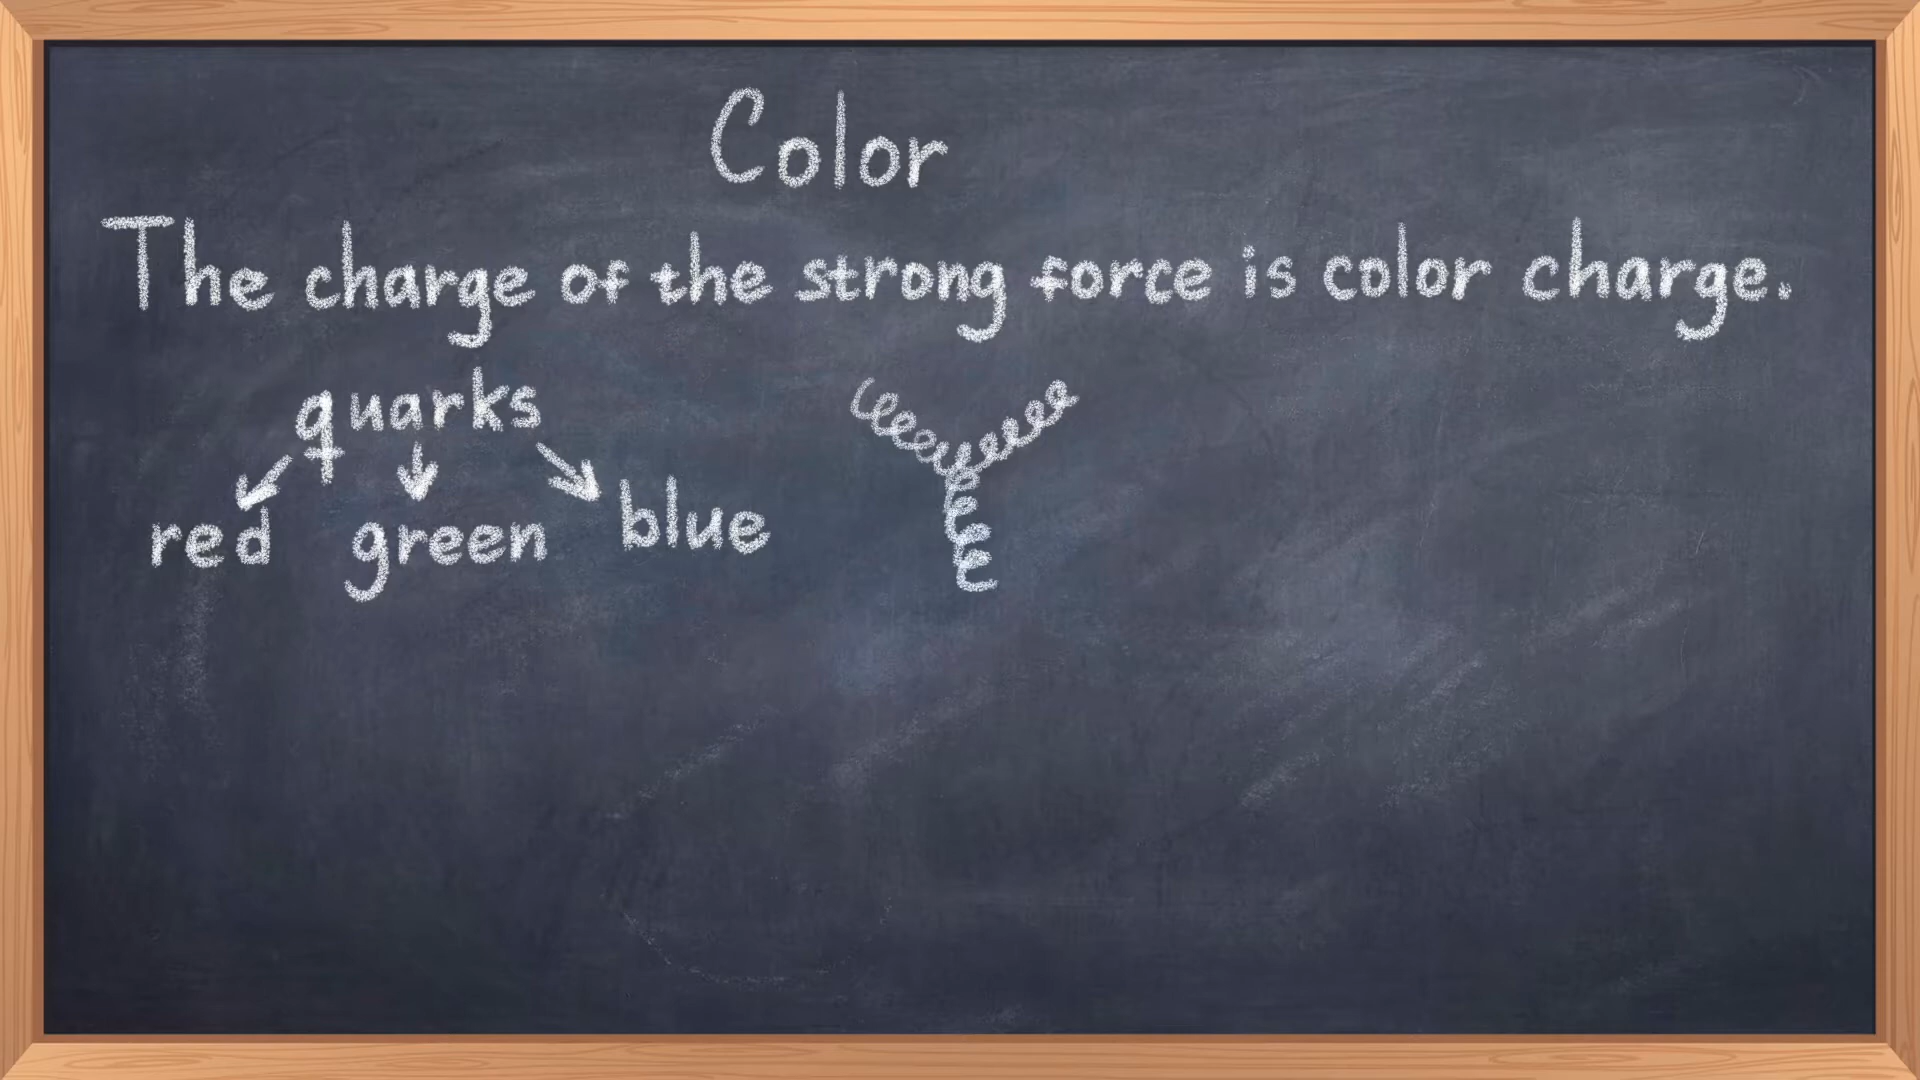 Color
The charge of the strong force is color charge.
quarks
red green blue